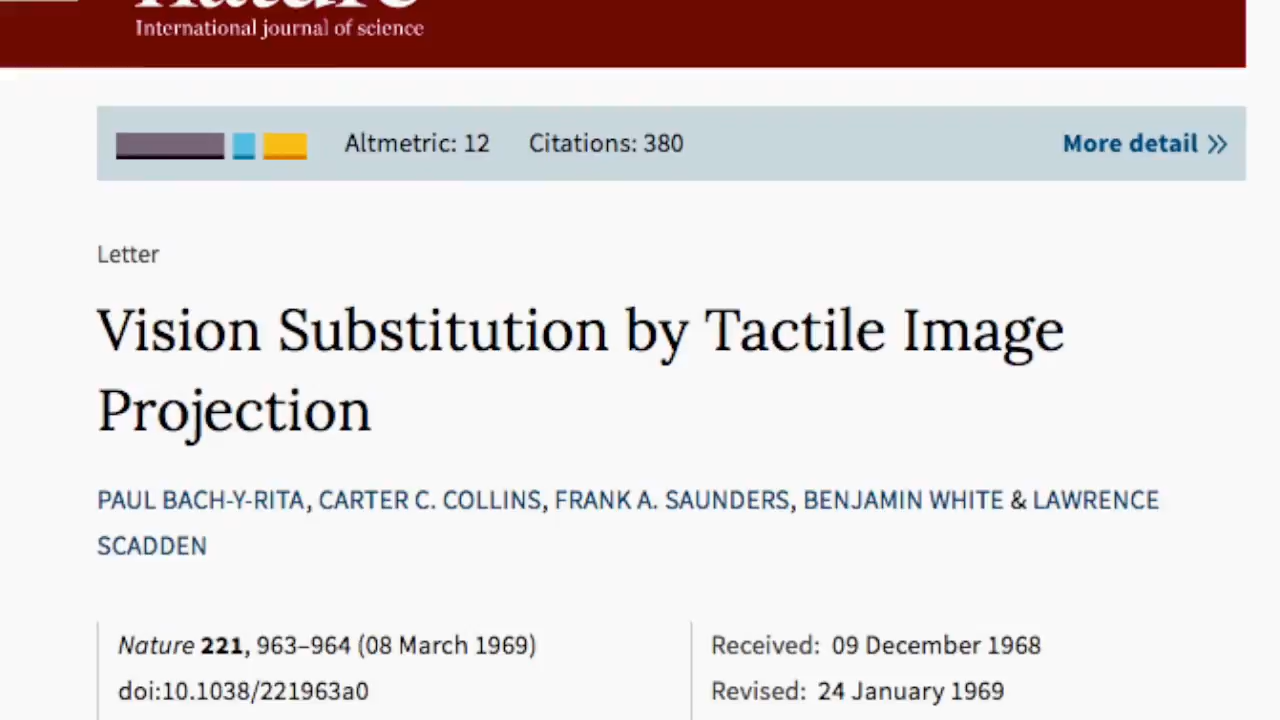 nature
International journal of science
Altmetric: 12 Citations: 380 More detail »
Letter
Vision Substitution by Tactile Image
Projection
PAUL BACH-Y-RITA, CARTER C. COLLINS, FRANK A. SAUNDERS, BENJAMIN WHITE & LAWRENCE
SCADDEN
Nature 221, 963–964 (08 March 1969)
doi:10.1038/221963a0
Received: 09 December 1968
Revised: 24 January 1969